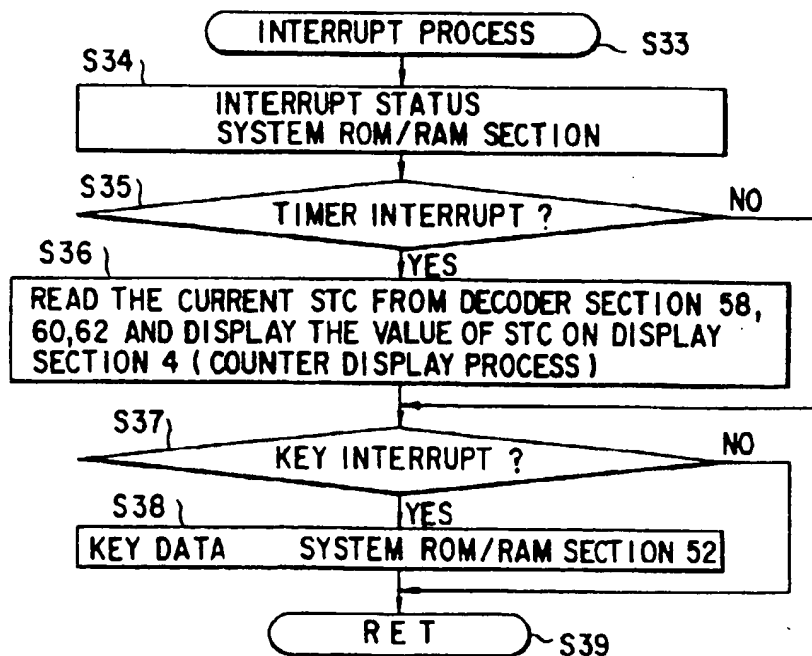 INTERRUPT PROCESS
S33
S34
INTERRUPT STATUS
SYSTEM ROM/RAM SECTION
S35
TIMER INTERRUPT ?
NO
YES
S36
READ THE CURRENT STC FROM DECODER SECTION 58,
60,62 AND DISPLAY THE VALUE OF STC ON DISPLAY
SECTION 4 (COUNTER DISPLAY PROCESS)
S37
KEY INTERRUPT ?
NO
YES
S38
KEY DATA SYSTEM ROM/RAM SECTION 52
RET
S39